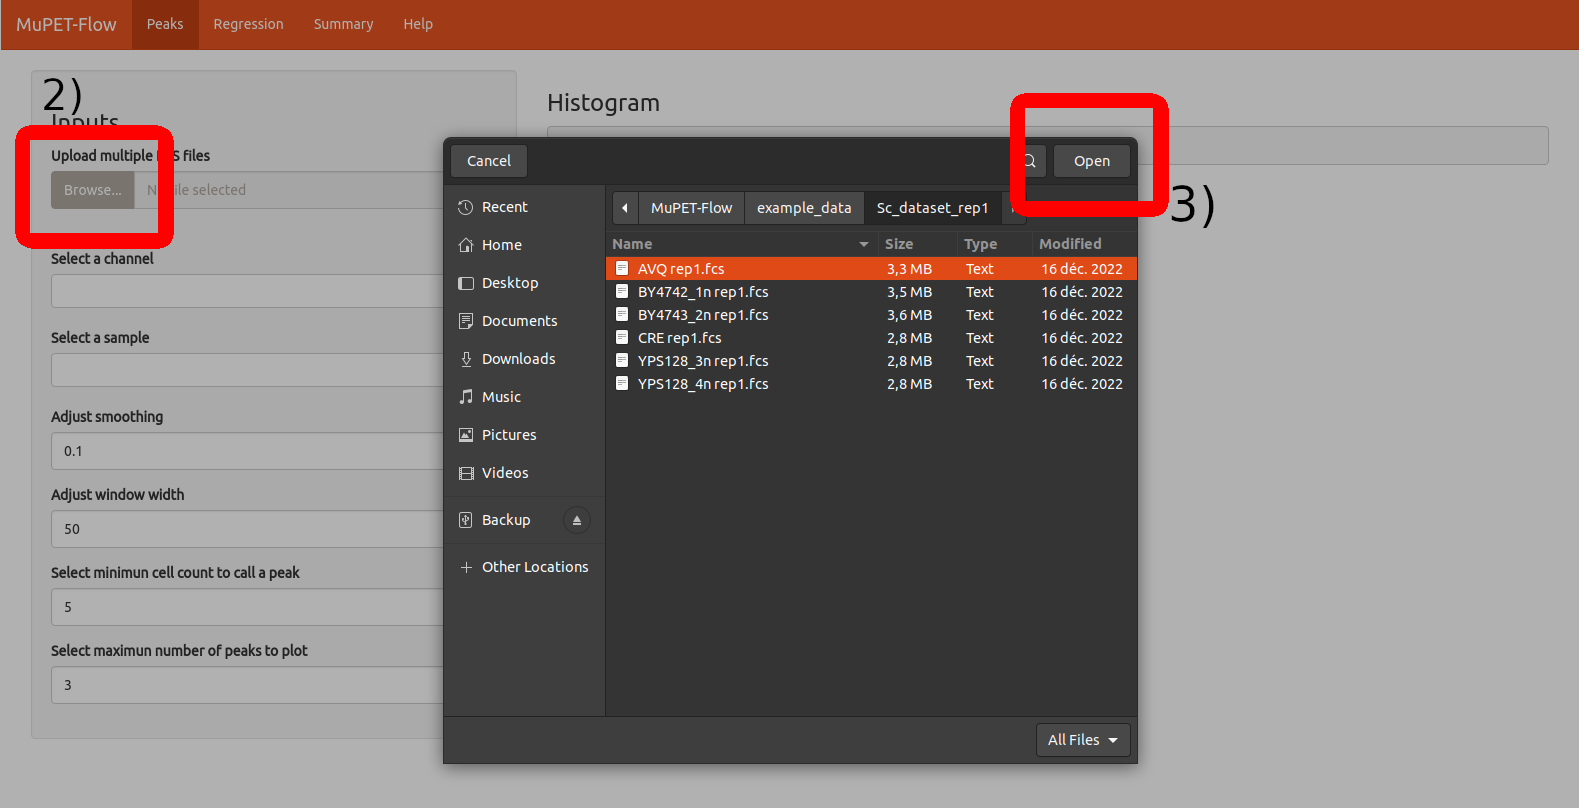 MuPET-Flow Peaks Regression Summary Help
2)
Inputs
Histogram
Upload multiple FCS files
Browse... No file selected
Select a channel
Select a sample
Adjust smoothing
0.1
Adjust window width
50
Select minimun cell count to call a peak
5
Select maximun number of peaks to plot
3
Cancel Open
3)
Recent
Home
Desktop
Documents
Downloads
Music
Pictures
Videos
Backup
Other Locations
MuPET-Flow example_data Sc_dataset_rep1
Name Size Type Modified
AVQ rep1.fcs 3,3 MB Text 16 déc. 2022
BY4742_1n rep1.fcs 3,5 MB Text 16 déc. 2022
BY4743_2n rep1.fcs 3,6 MB Text 16 déc. 2022
CRE rep1.fcs 2,8 MB Text 16 déc. 2022
YPS128_3n rep1.fcs 2,8 MB Text 16 déc. 2022
YPS128_4n rep1.fcs 2,8 MB Text 16 déc. 2022
All Files